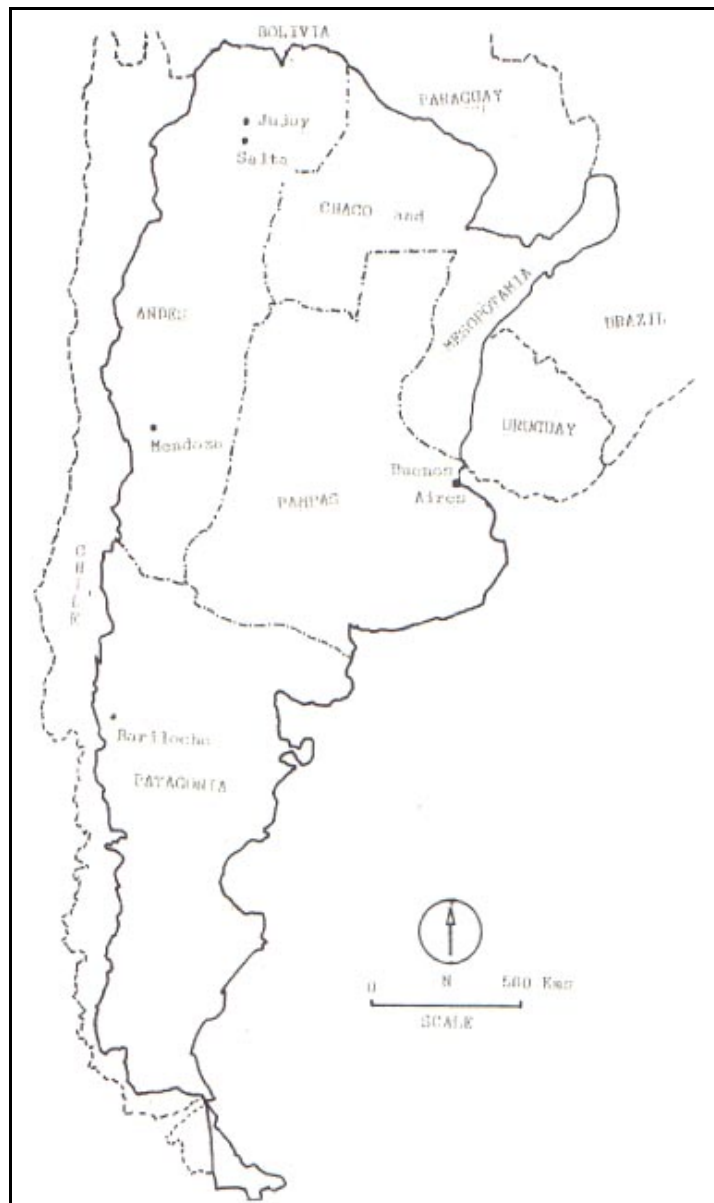 BOLIVIA
PARAGUAY
Jujuy
Salta
CHACO and
MESOPOTAMIA
ANDES
BRAZIL
Mendoza
URUGUAY
Buenos
Aires
PAMPAS
CHILE
Bariloche
PATAGONIA
0 N 500 Kms
SCALE